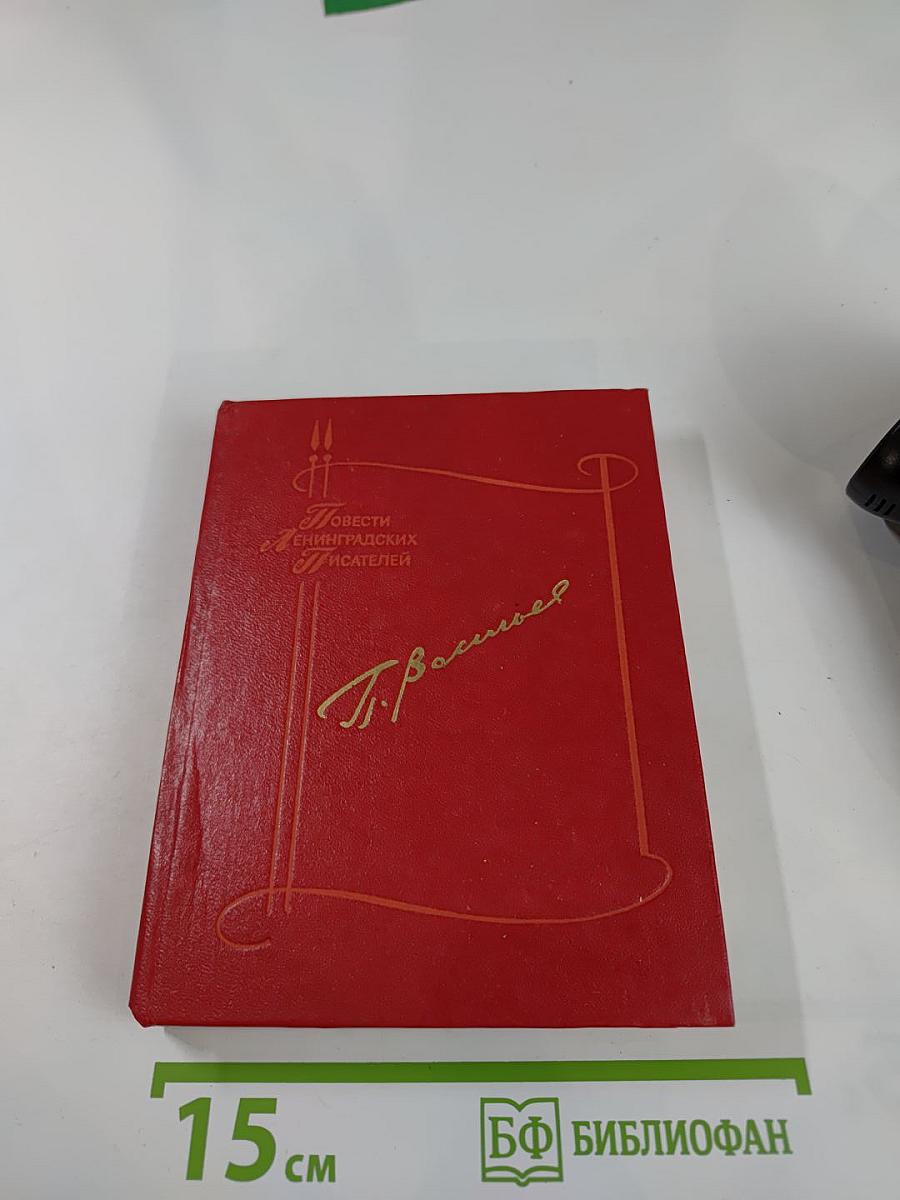 Повести
Ленинградских
Писателей
П. Васильев
15 см
БФ БИБЛИОФАН